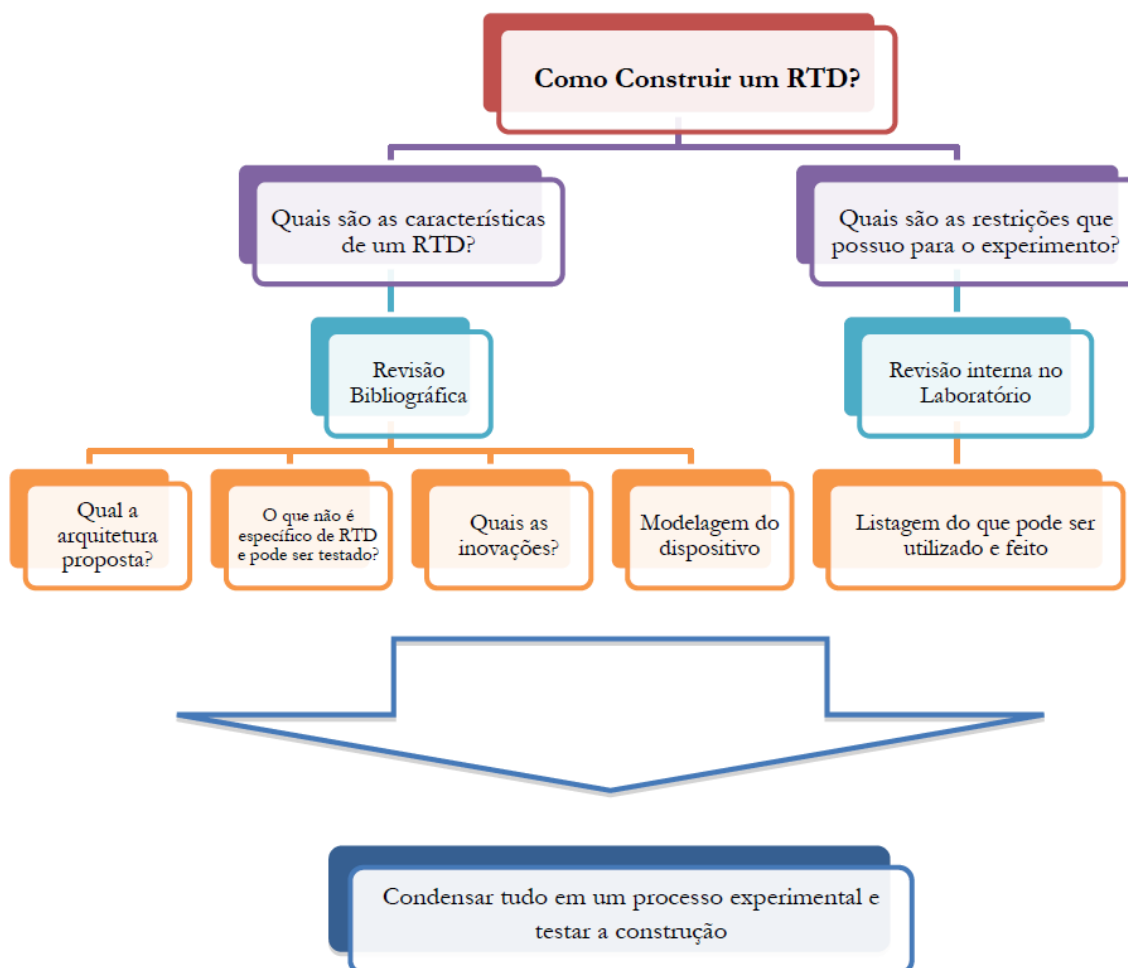 Como Construir um RTD?
Quais são as características
de um RTD?
Quais são as restrições que
possuo para o experimento?
Revisão
Bibliográfica
Revisão interna no
Laboratório
Qual a
arquitetura
proposta?
O que não é
específico de RTD
e pode ser testado?
Quais as
inovações?
Modelagem do
dispositivo
Listagem do que pode ser
utilizado e feito
Condensar tudo em um processo experimental e
testar a construção